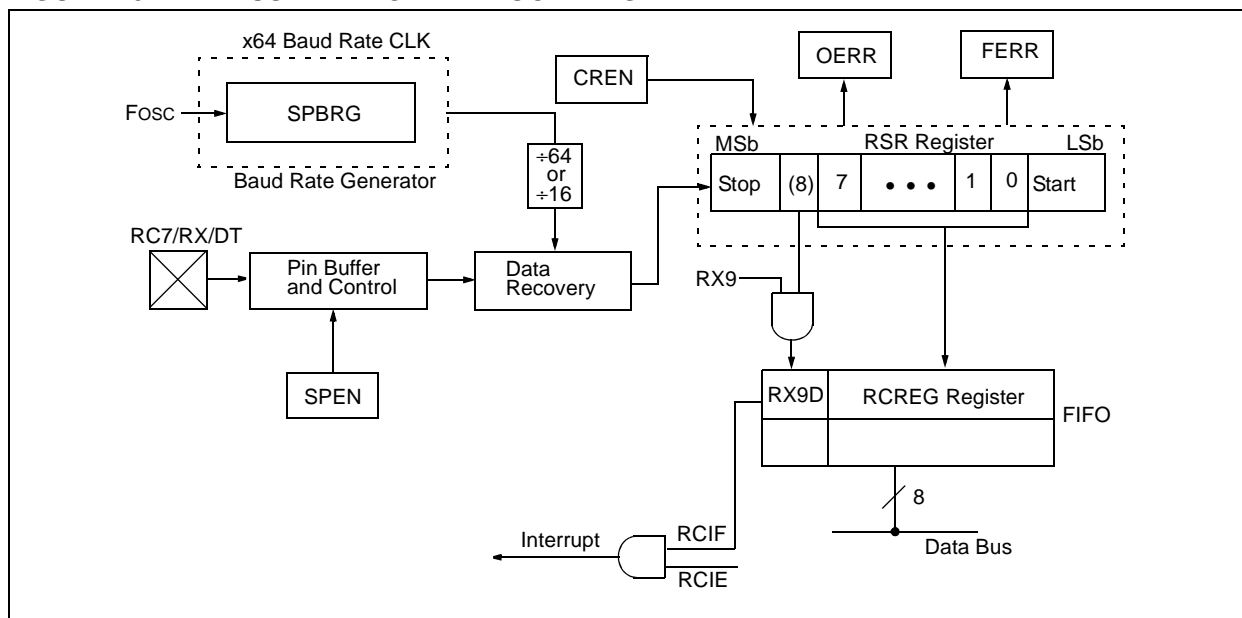 x64 Baud Rate CLK
FOSC
SPBRG
Baud Rate Generator
CREN
OERR
FERR
÷64
or
÷16
MSb
RSR Register
LSb
Stop
(8)
7
• • •
1
0
Start
RC7/RX/DT
Pin Buffer
and Control
Data
Recovery
RX9
SPEN
RX9D
RCREG Register
FIFO
8
Interrupt
RCIF
RCIE
Data Bus